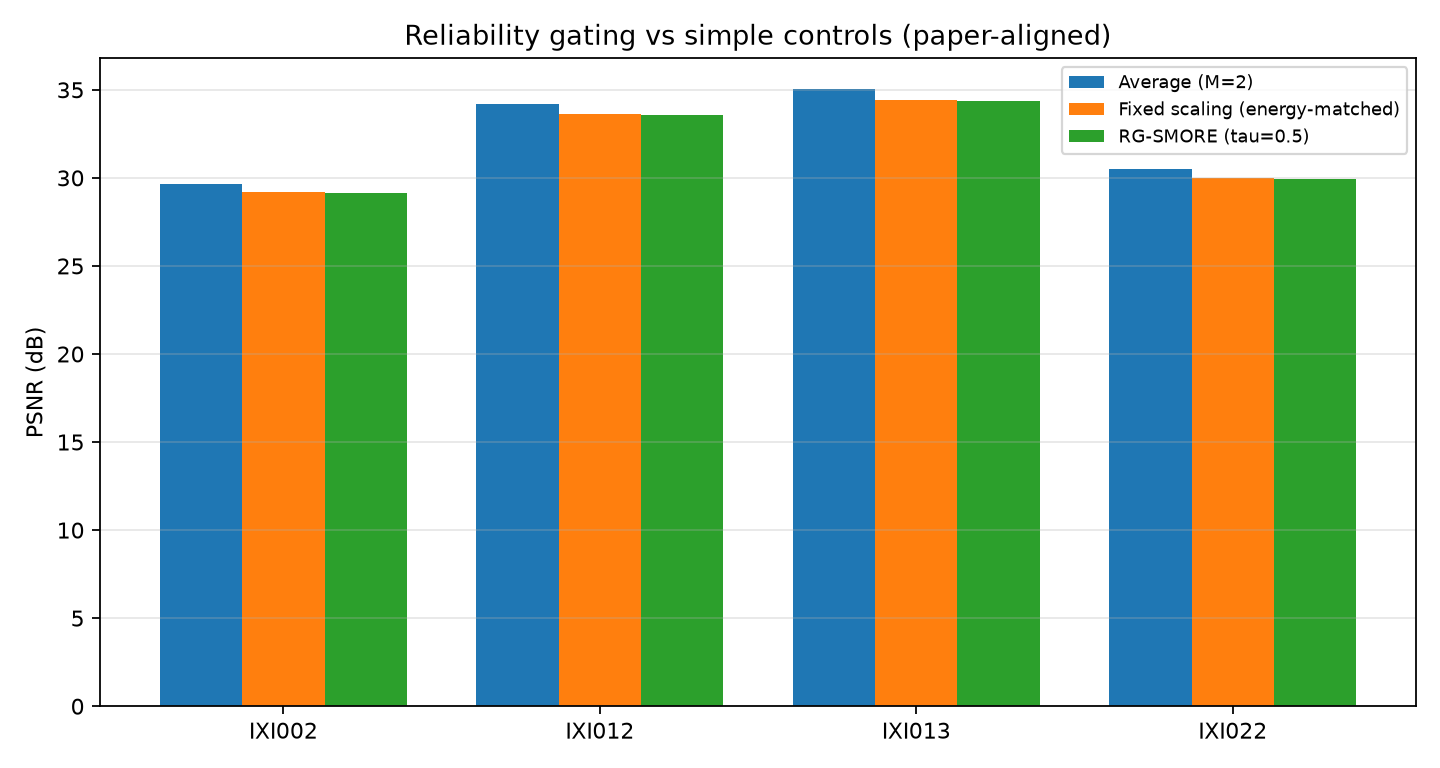 Reliability gating vs simple controls (paper-aligned)
Average (M=2)
Fixed scaling (energy-matched)
RG-SMORE (tau=0.5)
PSNR (dB)
35
30
25
20
15
10
5
0
IXI002 IXI012 IXI013 IXI022